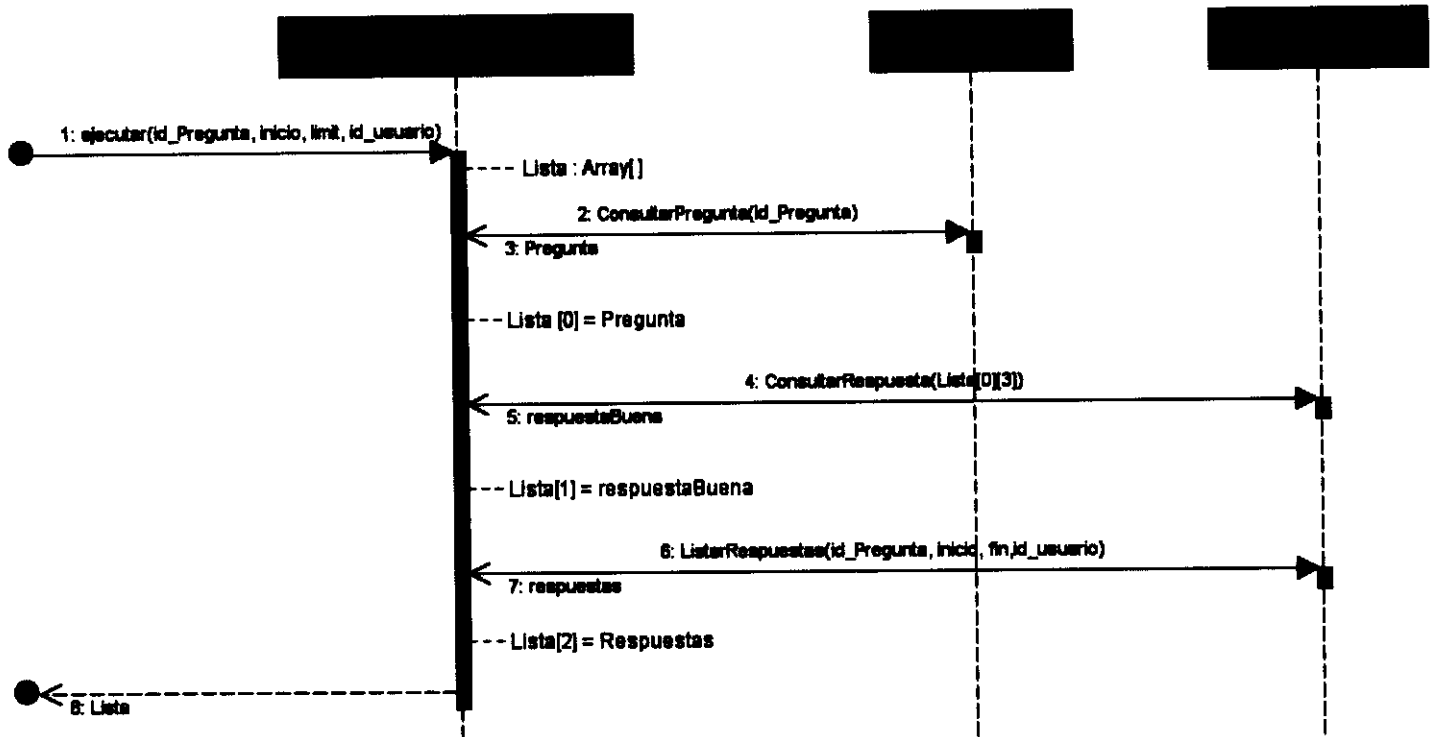 1: ejecutar(id_Pregunta, inicio, limit, id_usuario)
Lista : Array[ ]
2: ConsultarPregunta(id_Pregunta)
3: Pregunta
Lista [0] = Pregunta
4: ConsultarRespuesta(Lista[0][3])
5: respuestaBuena
Lista[1] = respuestaBuena
6: ListarRespuestas(id_Pregunta, inicio, fin,id_usuario)
7: respuestas
Lista[2] = Respuestas
8: Lista